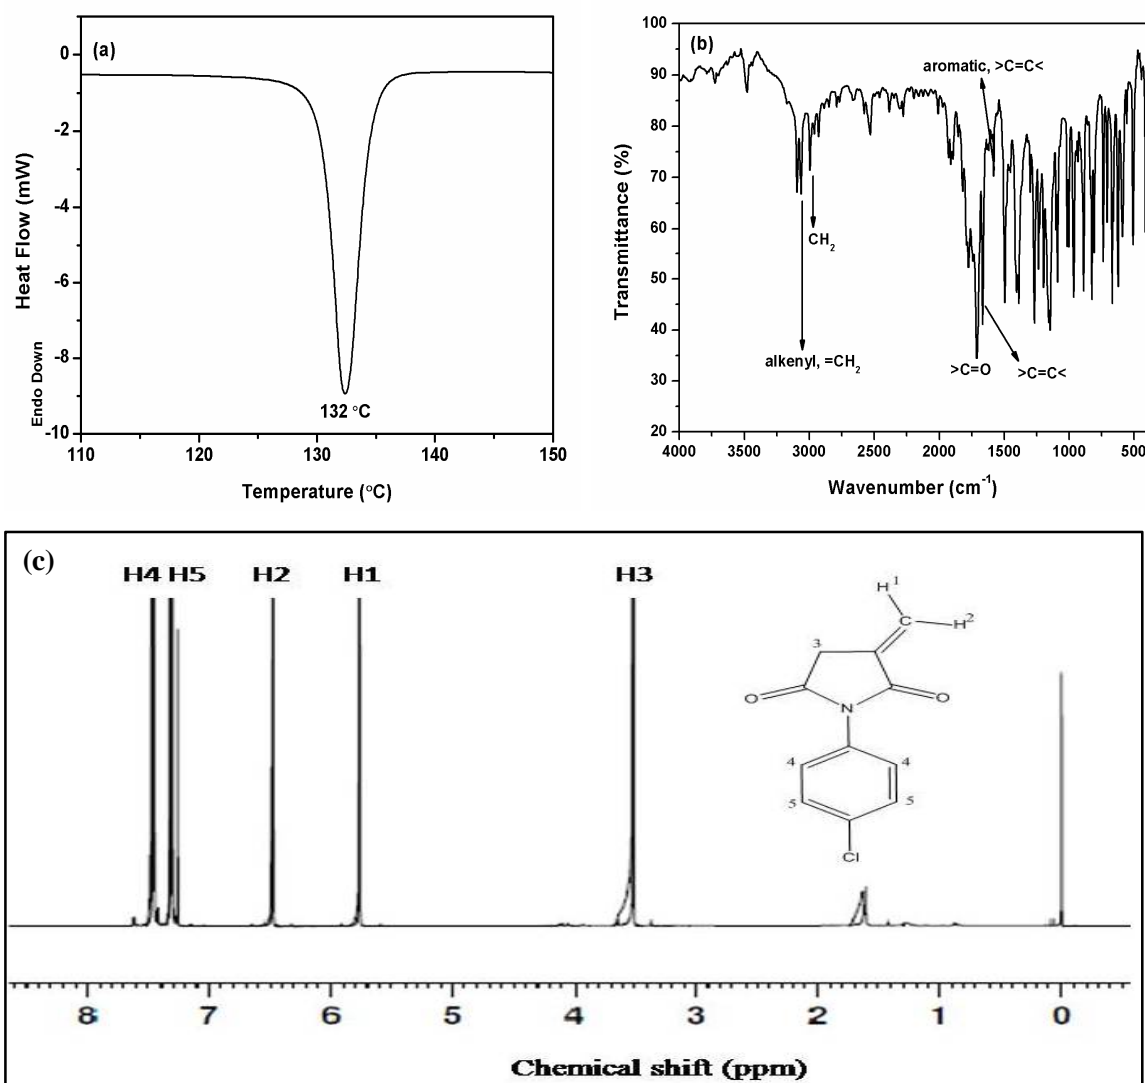 (a)
0
-2
-4
-6
-8
-10
Heat Flow (mW)
Endo Down
132 °C
110 120 130 140 150
Temperature (°C)
(b)
100
90
80
70
60
50
40
30
20
Transmittance (%)
aromatic, >C=C<
CH₂
alkenyl, =CH₂
>C=O
>C=C<
4000 3500 3000 2500 2000 1500 1000 500
Wavenumber (cm⁻¹)
(c)
H4 H5 H2 H1 H3
H¹
C
H²
3
O
O
N
4 4
5 5
Cl
8 7 6 5 4 3 2 1 0
Chemical shift (ppm)